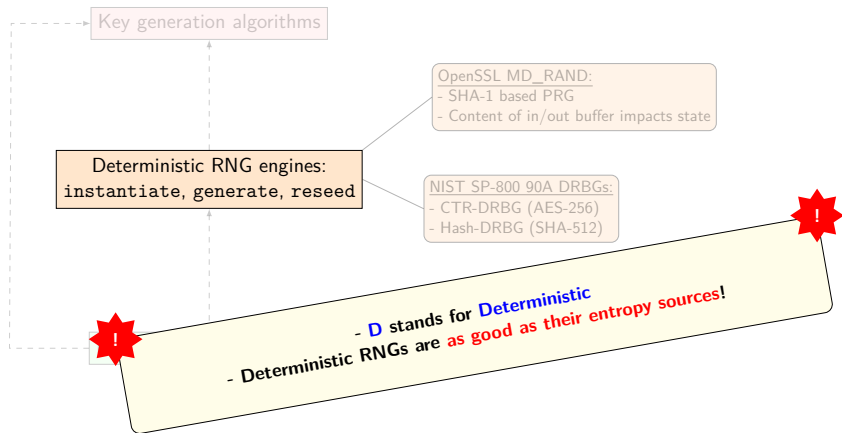 Key generation algorithms
OpenSSL MD_RAND:
- SHA-1 based PRG
- Content of in/out buffer impacts state
Deterministic RNG engines:
instantiate, generate, reseed
NIST SP-800 90A DRBGs:
- CTR-DRBG (AES-256)
- Hash-DRBG (SHA-512)
!
- D stands for Deterministic
- Deterministic RNGs are as good as their entropy sources!
!